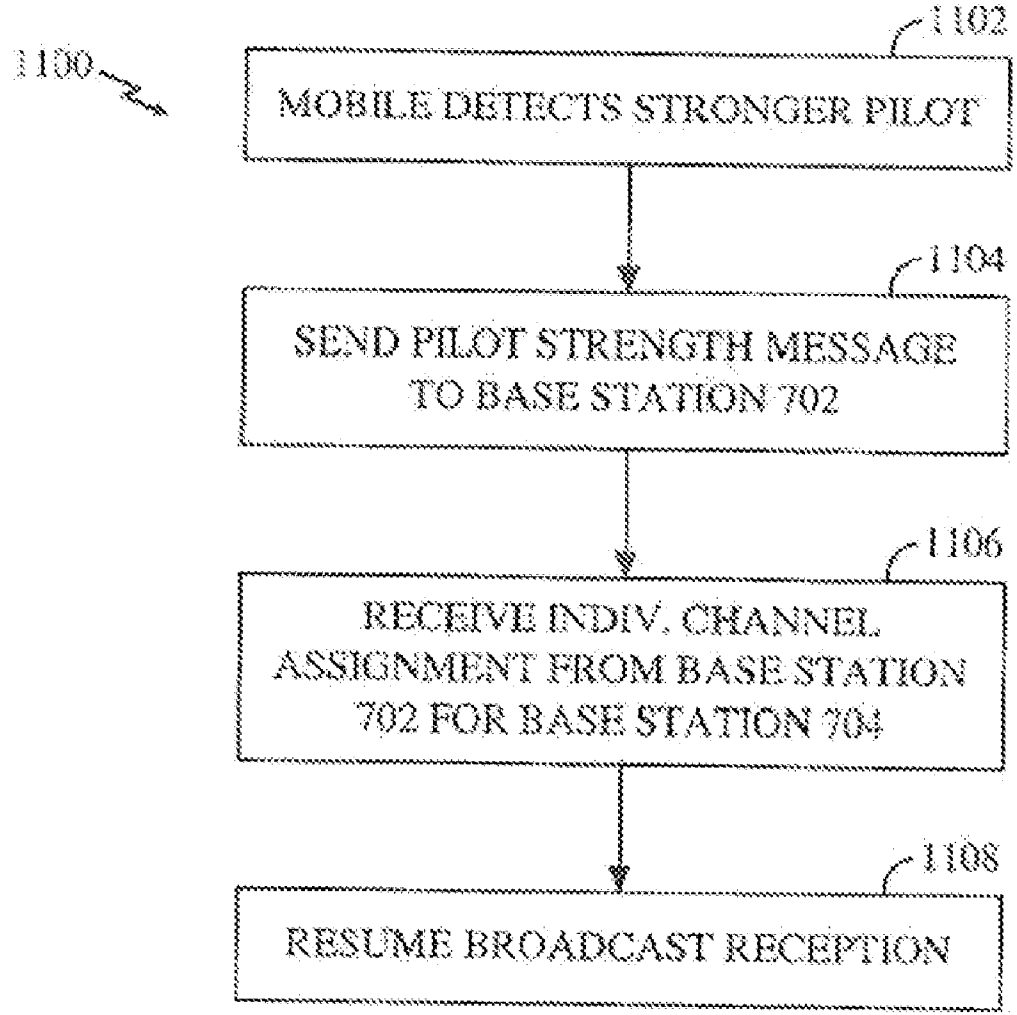 1100
1102
MOBILE DETECTS STRONGER PILOT
1104
SEND PILOT STRENGTH MESSAGE
TO BASE STATION 702
1106
RECEIVE INDIV. CHANNEL
ASSIGNMENT FROM BASE STATION
702 FOR BASE STATION 704
1108
RESUME BROADCAST RECEPTION